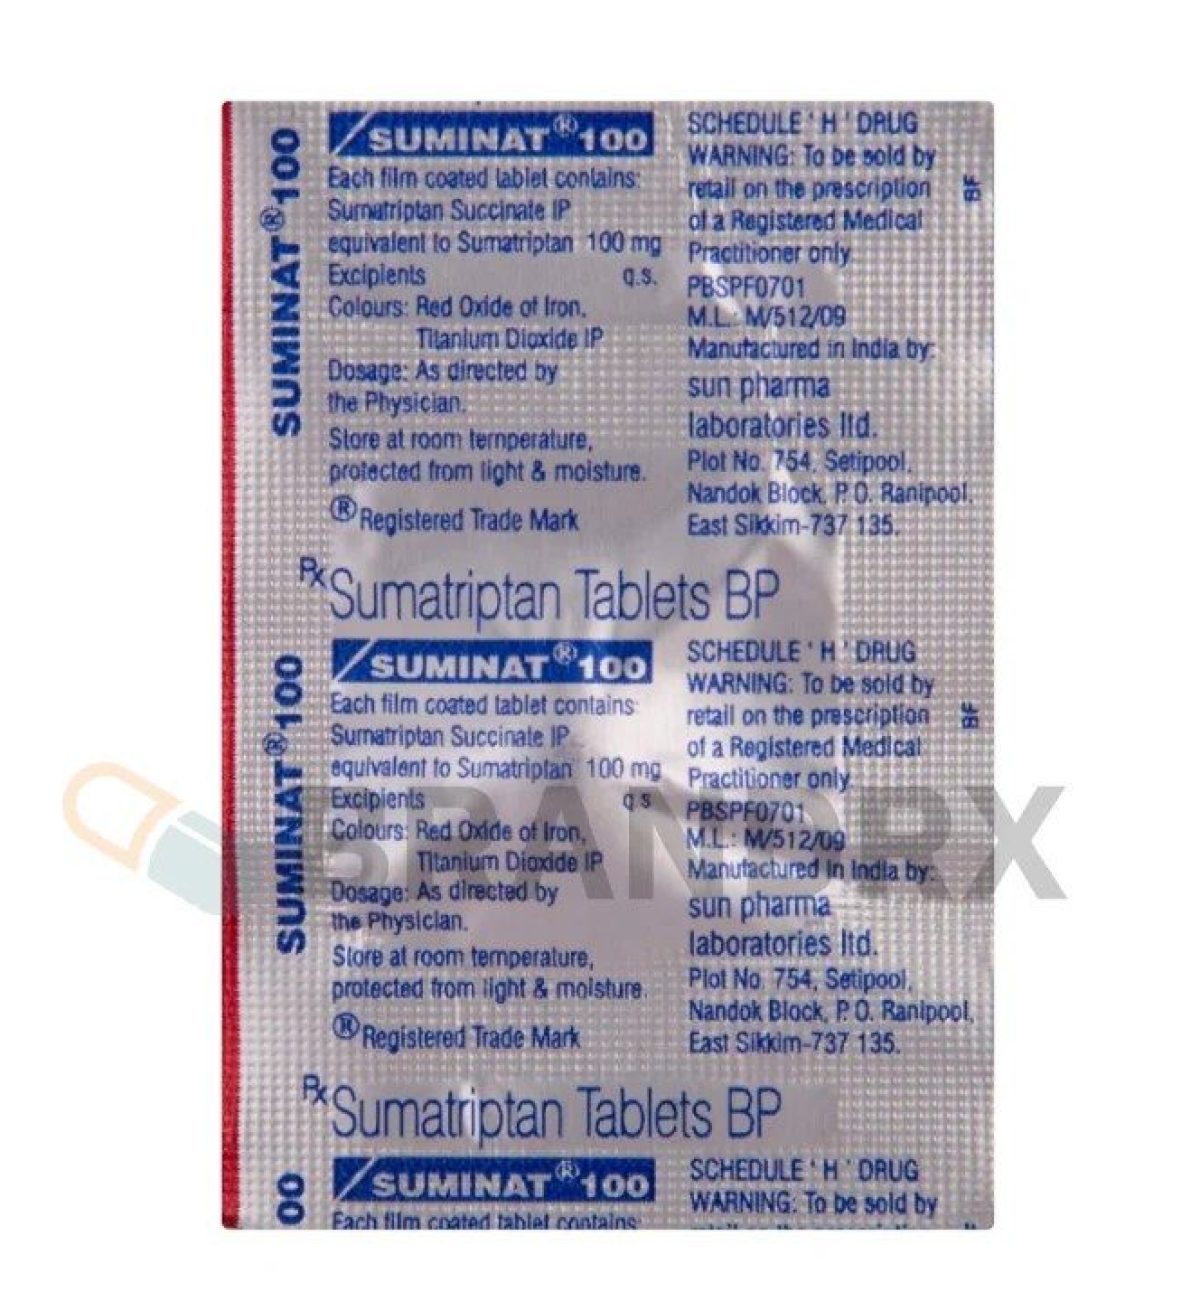 SUMINAT®100
SUMINAT®100
Each film coated tablet contains:
Sumatriptan Succinate IP
equivalent to Sumatriptan 100 mg
Excipients q.s.
Colours: Red Oxide of Iron,
Titanium Dioxide IP
Dosage: As directed by
the Physician.
Store at room temperature,
protected from light & moisture.
®Registered Trade Mark
SCHEDULE 'H' DRUG
WARNING: To be sold by
retail on the prescription
of a Registered Medical
Practitioner only.
PBSPF0701
M.L.: M/512/09
Manufactured in India by:
sun pharma
laboratories ltd.
Plot No. 754, Setipool,
Nandok Block, P.O. Ranipool,
East Sikkim-737 135.
BF
Rx Sumatriptan Tablets BP
SUMINAT®100
SUMINAT®100
Each film coated tablet contains:
Sumatriptan Succinate IP
equivalent to Sumatriptan 100 mg
Excipients q.s
Colours: Red Oxide of Iron,
Titanium Dioxide IP
Dosage: As directed by
the Physician.
Store at room temperature,
protected from light & moisture.
®Registered Trade Mark
SCHEDULE 'H' DRUG
WARNING: To be sold by
retail on the prescription
of a Registered Medical
Practitioner only.
PBSPF0701
M.L.: M/512/09
Manufactured in India by:
sun pharma
laboratories ltd.
Plot No. 754, Setipool,
Nandok Block, P.O. Ranipool,
East Sikkim-737 135.
BF
BRANDRX
Rx Sumatriptan Tablets BP
00
SUMINAT®100
Each film coated tablet contains:
SCHEDULE 'H' DRUG
WARNING: To be sold by